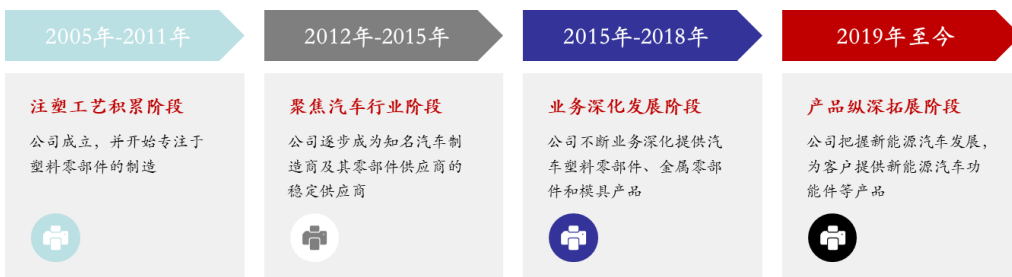 2005年-2011年
2012年-2015年
2015年-2018年
2019年至今
注塑工艺积累阶段
公司成立，并开始专注于
塑料零部件的制造
聚焦汽车行业阶段
公司逐步成为知名汽车制
造商及其零部件供应商的
稳定供应商
业务深化发展阶段
公司不断业务深化提供汽
车塑料零部件、金属零部
件和模具产品
产品纵深拓展阶段
公司把握新能源汽车发展，
为客户提供新能源汽车功
能件等产品